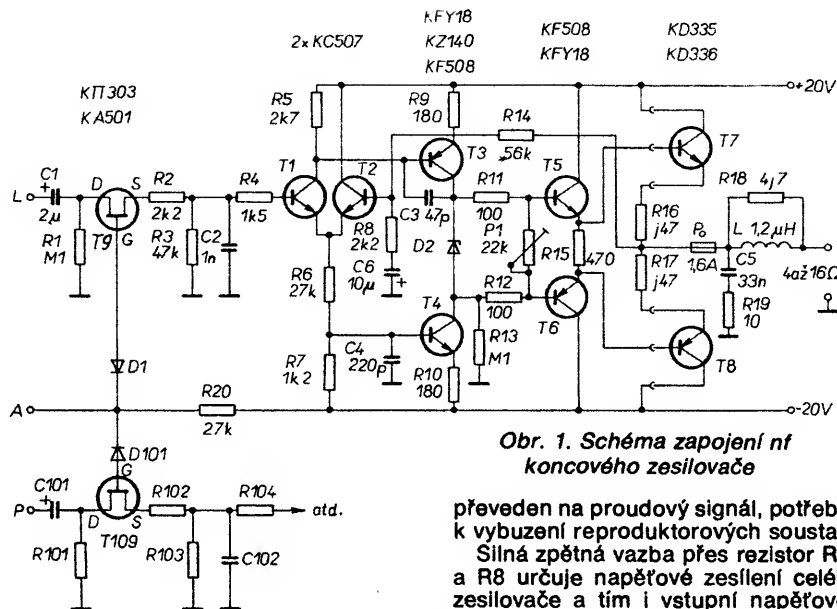 KFY18
KZ140
KF508
2xKC507
KF508
KFY18
KD335
KD336
KTI303
KA501
+20V
R5
2k7
R9
180
R14
56k
T7
T1
T2
T3
T5
R18
4j7
C1
+
2μ
L
D
S
G
R2
2k2
R4
1k5
C3
47p
R11
100
R16
j47
P₀
1,6A
L 1,2μH
R1
M1
T9
R3
47k
C2
1n
R8
2k2
D2
P1
22k
R15
470
R17
j47
C5
33n
4až16Ω
R6
27k
C6
10μ
+
T4
R12
100
T6
R19
10
R7
1k2
C4
220p
R13
M1
R10
180
T8
D1
A
R20
27k
-20V
D101
G
C101
+
P
D
S
T109
R102
R104
atd.
R101
R103
C102
Obr. 1. Schéma zapojení nf
koncového zesilovače
převeden na proudový signál, potřeb
k vybuzení reproduktorových sousta
Silná zpětná vazba přes rezistor R
a R8 určuje napěťové zesílení celé
zesilovače a tím i vstupní napěťov